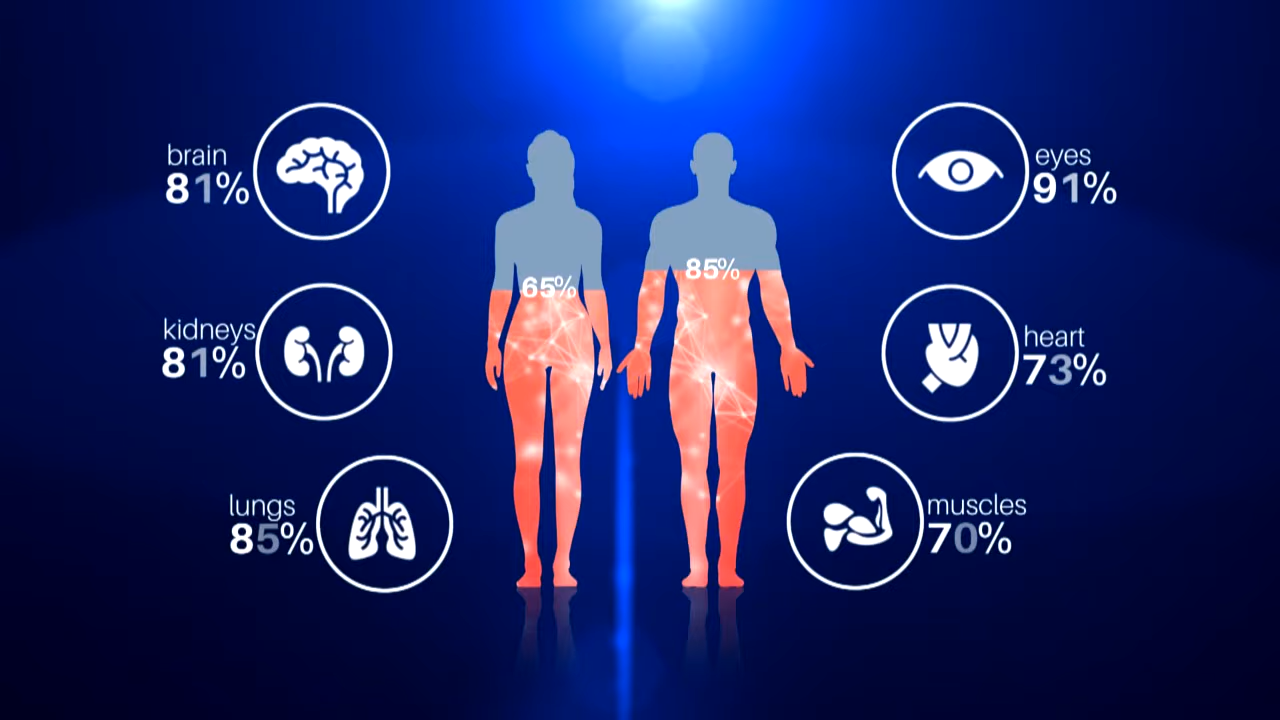 brain
81%
kidneys
81%
lungs
85%
65%
85%
eyes
91%
heart
73%
muscles
70%